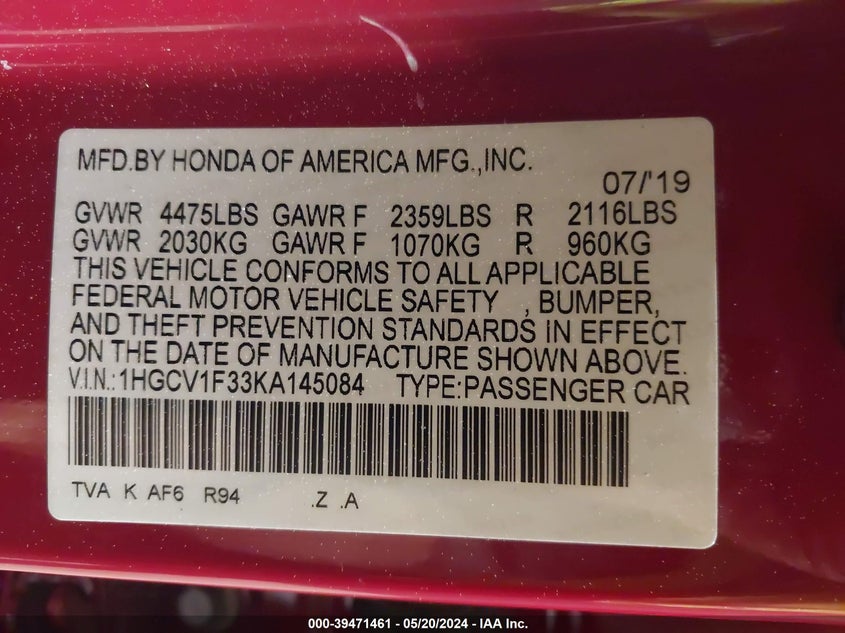 MFD.BY HONDA OF AMERICA MFG.,INC.
07/'19
GVWR 4475LBS GAWR F 2359LBS R 2116LBS
GVWR 2030KG GAWR F 1070KG R 960KG
THIS VEHICLE CONFORMS TO ALL APPLICABLE
FEDERAL MOTOR VEHICLE SAFETY , BUMPER,
AND THEFT PREVENTION STANDARDS IN EFFECT
ON THE DATE OF MANUFACTURE SHOWN ABOVE.
V.I.N.:1HGCV1F33KA145084 TYPE:PASSENGER CAR
TVA K AF6 R94 .Z .A
000-39471461 - 05/20/2024 - IAA Inc.